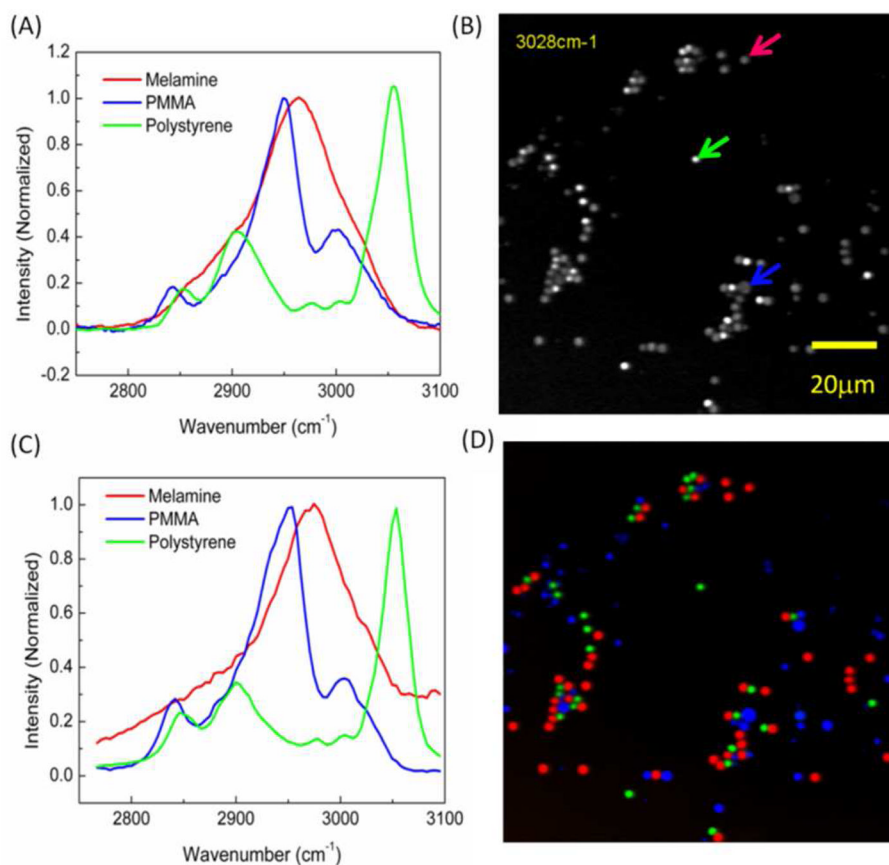 (A)
1.2
1.0
0.8
0.6
0.4
0.2
0.0
-0.2
Intensity (Normalized)
Melamine
PMMA
Polystyrene
2800 2900 3000 3100
Wavenumber (cm-1)
(B)
3028cm-1
20μm
(C)
1.0
0.8
0.6
0.4
0.2
0.0
Intensity (Normalized)
Melamine
PMMA
Polystyrene
2800 2900 3000 3100
Wavenumber (cm-1)
(D)